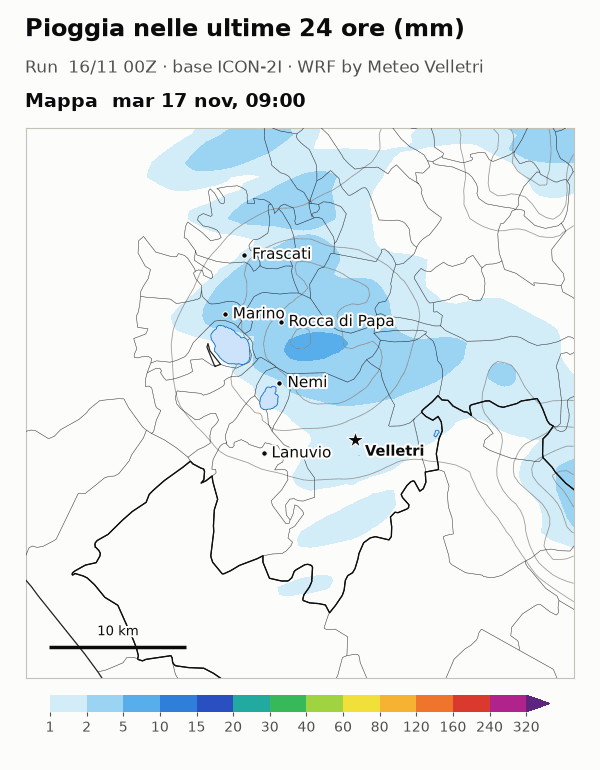 Pioggia nelle ultime 24 ore (mm)
Run  16/11 00Z · base ICON-2I · WRF by Meteo Velletri
Mappa  mar 17 nov, 09:00
Frascati
Marino
Rocca di Papa
Nemi
Velletri
Lanuvio
10 km
1 2 5 10 15 20 30 40 60 80 120 160 240 320